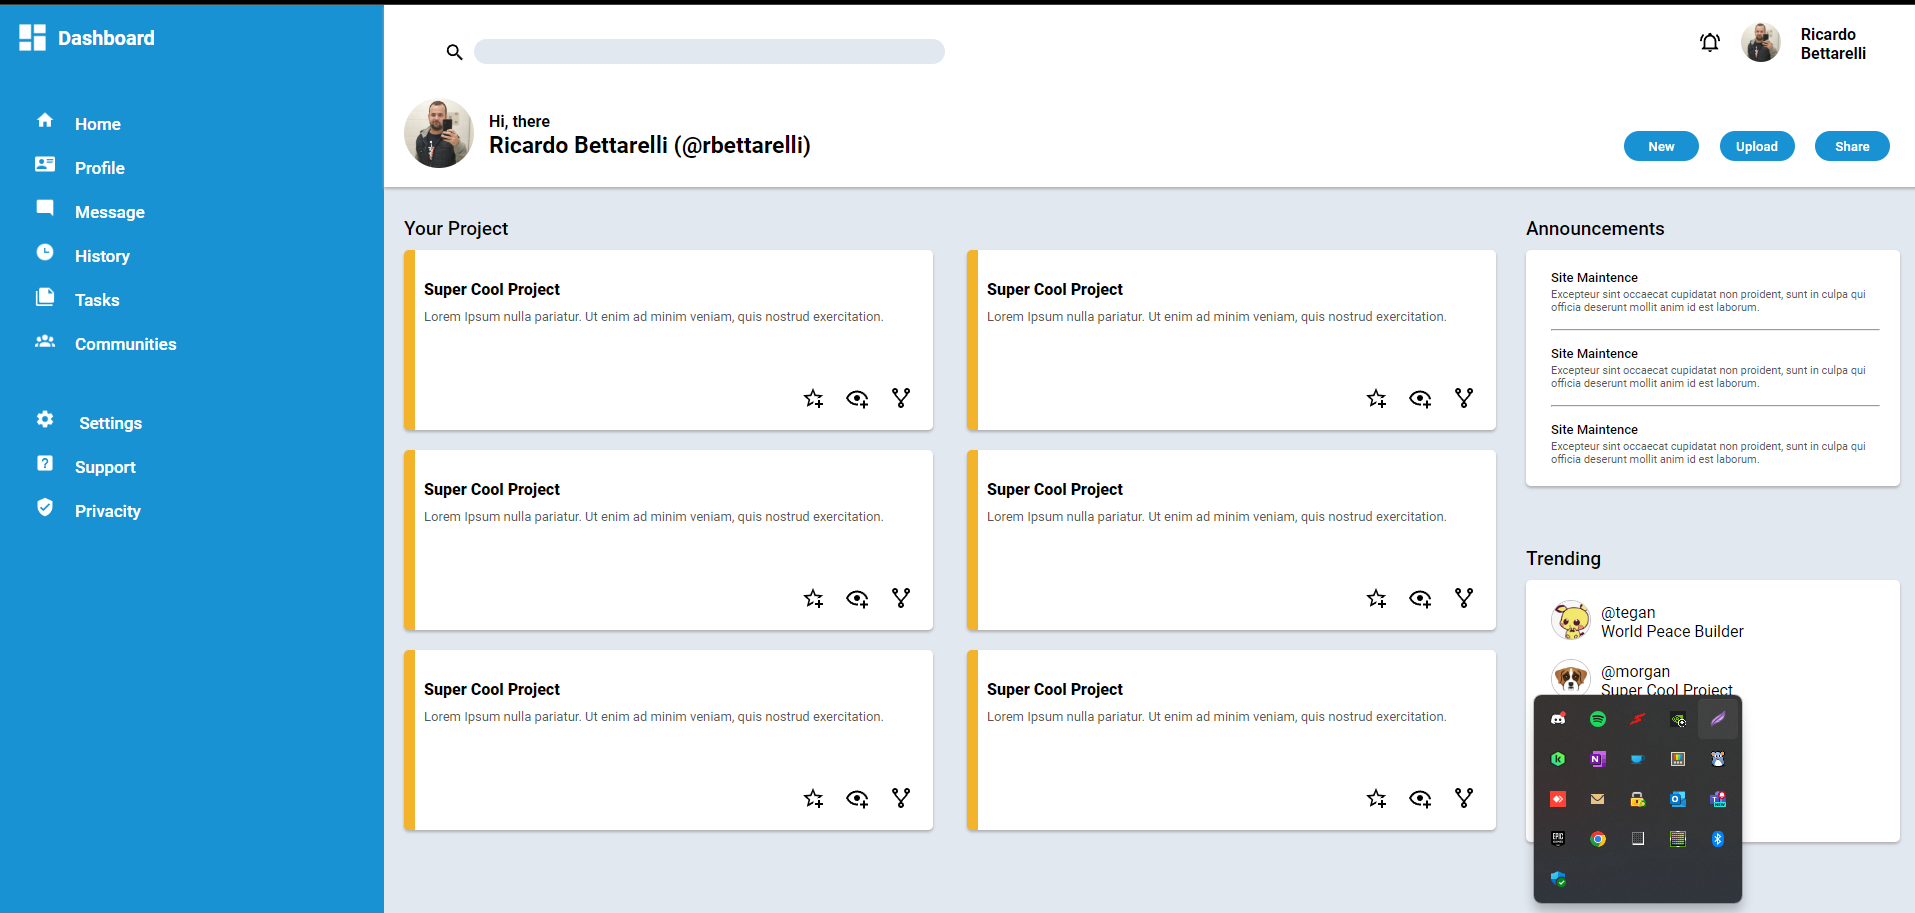 Dashboard
Home
Profile
Message
History
Tasks
Communities
Settings
Support
Privacity
Ricardo
Bettarelli
Hi, there
Ricardo Bettarelli (@rbettarelli)
New
Upload
Share
Your Project
Super Cool Project
Lorem Ipsum nulla pariatur. Ut enim ad minim veniam, quis nostrud exercitation.
Super Cool Project
Lorem Ipsum nulla pariatur. Ut enim ad minim veniam, quis nostrud exercitation.
Super Cool Project
Lorem Ipsum nulla pariatur. Ut enim ad minim veniam, quis nostrud exercitation.
Super Cool Project
Lorem Ipsum nulla pariatur. Ut enim ad minim veniam, quis nostrud exercitation.
Super Cool Project
Lorem Ipsum nulla pariatur. Ut enim ad minim veniam, quis nostrud exercitation.
Super Cool Project
Lorem Ipsum nulla pariatur. Ut enim ad minim veniam, quis nostrud exercitation.
Announcements
Site Maintence
Excepteur sint occaecat cupidatat non proident, sunt in culpa qui
officia deserunt mollit anim id est laborum.
Site Maintence
Excepteur sint occaecat cupidatat non proident, sunt in culpa qui
officia deserunt mollit anim id est laborum.
Site Maintence
Excepteur sint occaecat cupidatat non proident, sunt in culpa qui
officia deserunt mollit anim id est laborum.
Trending
@tegan
World Peace Builder
@morgan
Super Cool Project
EPIC